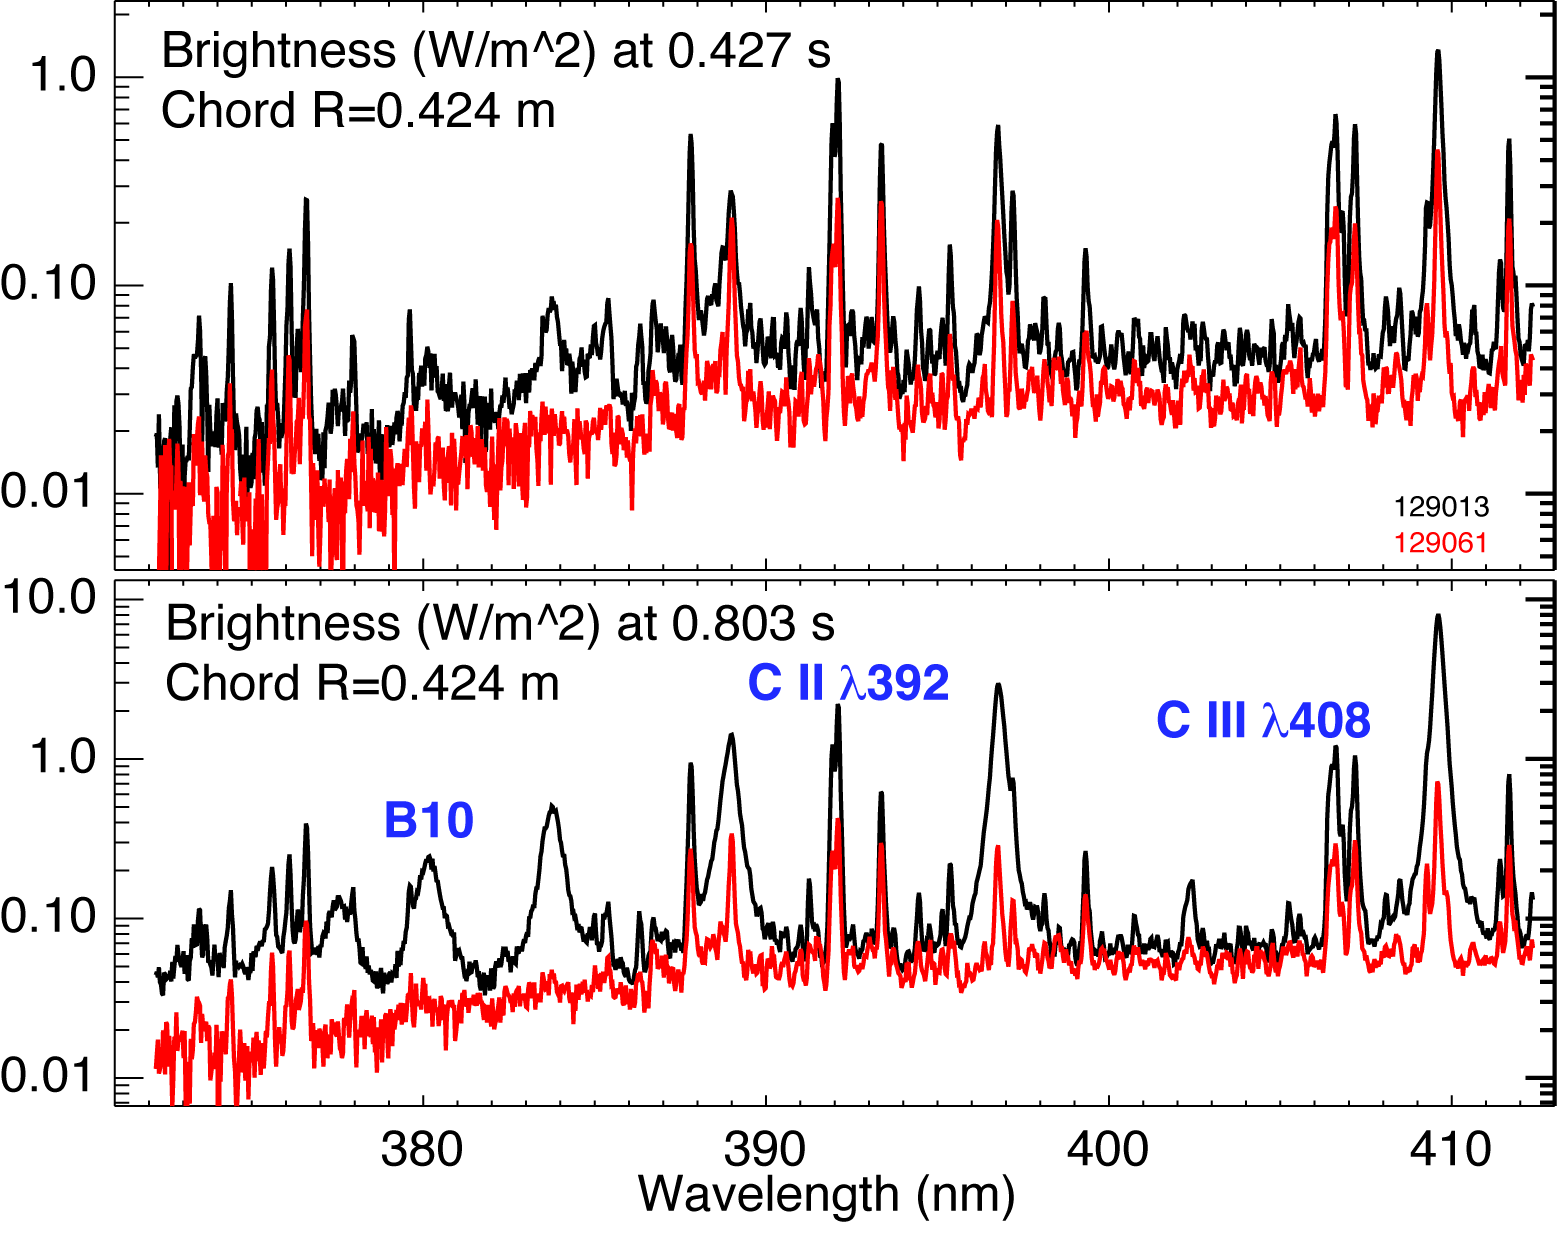 Brightness (W/m^2) at 0.427 s
Chord R=0.424 m
1.0
0.10
0.01
129013
129061
10.0
Brightness (W/m^2) at 0.803 s
Chord R=0.424 m
C II λ392
C III λ408
1.0
B10
0.10
0.01
380 390 400 410
Wavelength (nm)